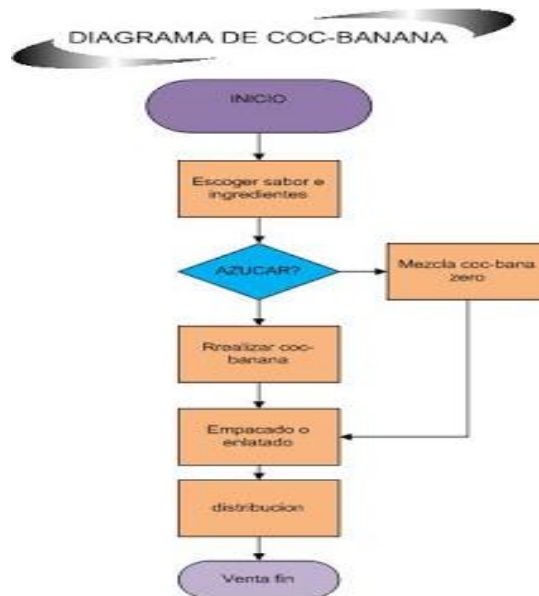 DIAGRAMA DE COC-BANANA
INICIO
Escoger sabor e
ingredientes
AZUCAR?
Mezcla coc-bana
zero
Rrealizar coc-
banana
Empacado o
enlatado
distribucion
Venta fin